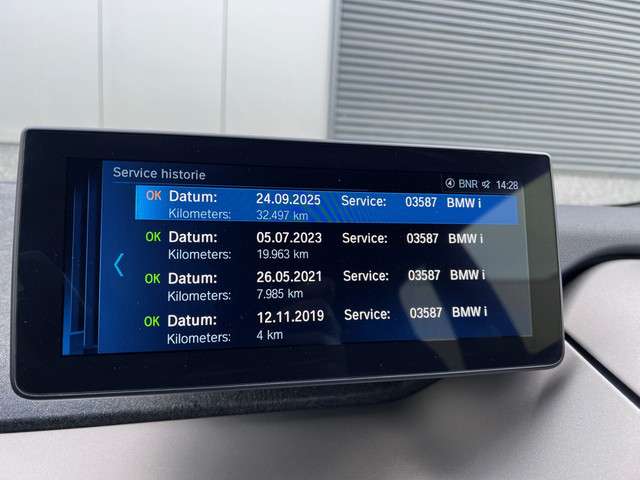 Service historie
BNR 14:28
OK Datum: 24.09.2025 Service: 03587 BMW i
Kilometers: 32.497 km
OK Datum: 05.07.2023 Service: 03587 BMW i
Kilometers: 19.963 km
OK Datum: 26.05.2021 Service: 03587 BMW i
Kilometers: 7.985 km
OK Datum: 12.11.2019 Service: 03587 BMW i
Kilometers: 4 km